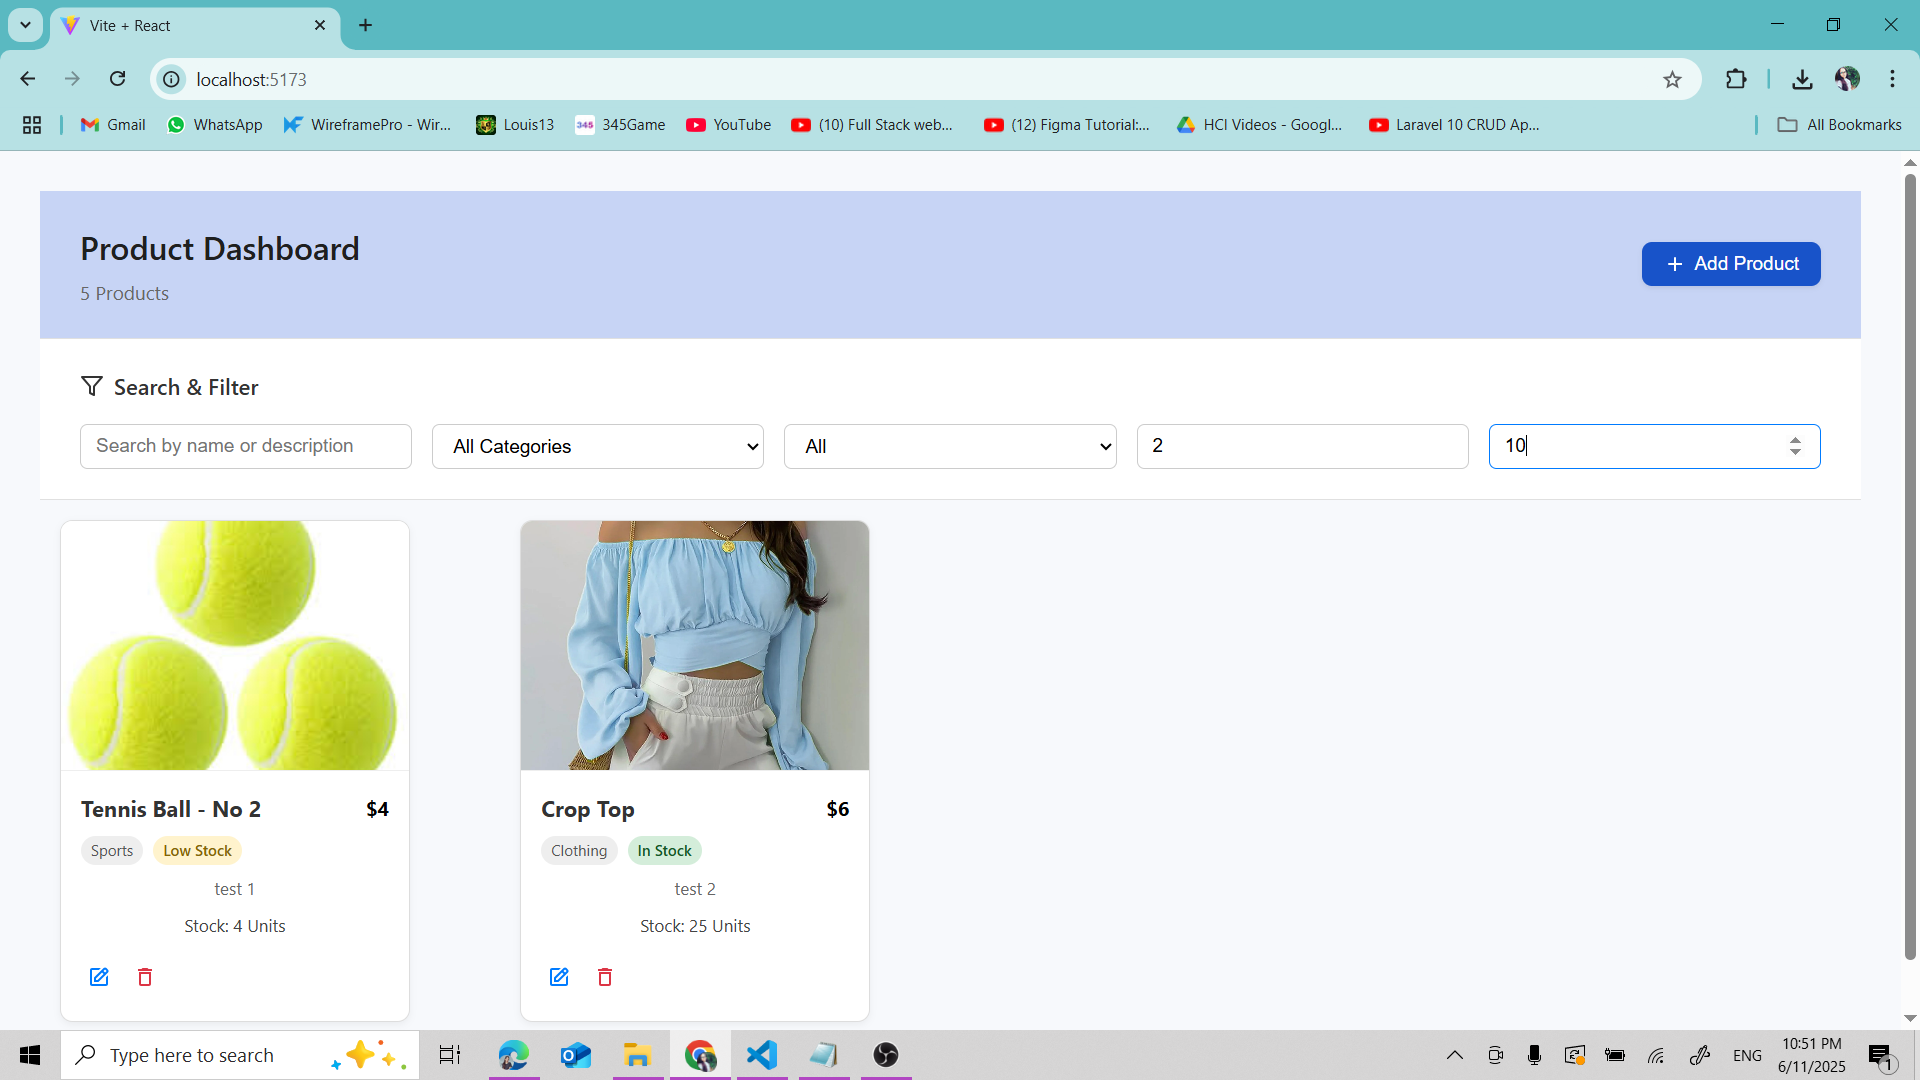 Vite + React
localhost:5173
Gmail
WhatsApp
WireframePro - Wir...
Louis13
345
345Game
YouTube
(10) Full Stack web...
(12) Figma Tutorial:...
HCI Videos - Googl...
Laravel 10 CRUD Ap...
All Bookmarks
Product Dashboard
5 Products
Add Product
Search & Filter
Search by name or description
All Categories
All
2
10
Tennis Ball - No 2 $4
Sports Low Stock
test 1
Stock: 4 Units
Crop Top $6
Clothing In Stock
test 2
Stock: 25 Units
Type here to search
ENG
10:51 PM
6/11/2025
1